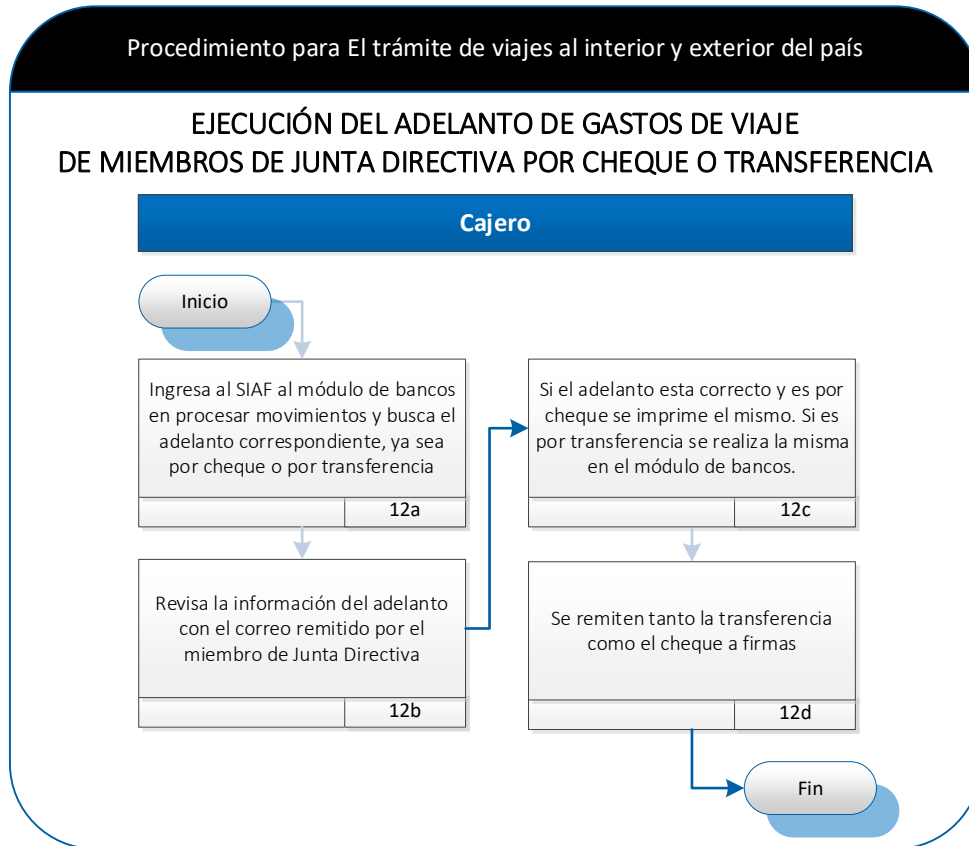 Procedimiento para El trámite de viajes al interior y exterior del país
EJECUCIÓN DEL ADELANTO DE GASTOS DE VIAJE
DE MIEMBROS DE JUNTA DIRECTIVA POR CHEQUE O TRANSFERENCIA
Cajero
Inicio
Ingresa al SIAF al módulo de bancos
en procesar movimientos y busca el
adelanto correspondiente, ya sea
por cheque o por transferencia
12a
Revisa la información del adelanto
con el correo remitido por el
miembro de Junta Directiva
12b
Si el adelanto esta correcto y es por
cheque se imprime el mismo. Si es
por transferencia se realiza la misma
en el módulo de bancos.
12c
Se remiten tanto la transferencia
como el cheque a firmas
12d
Fin